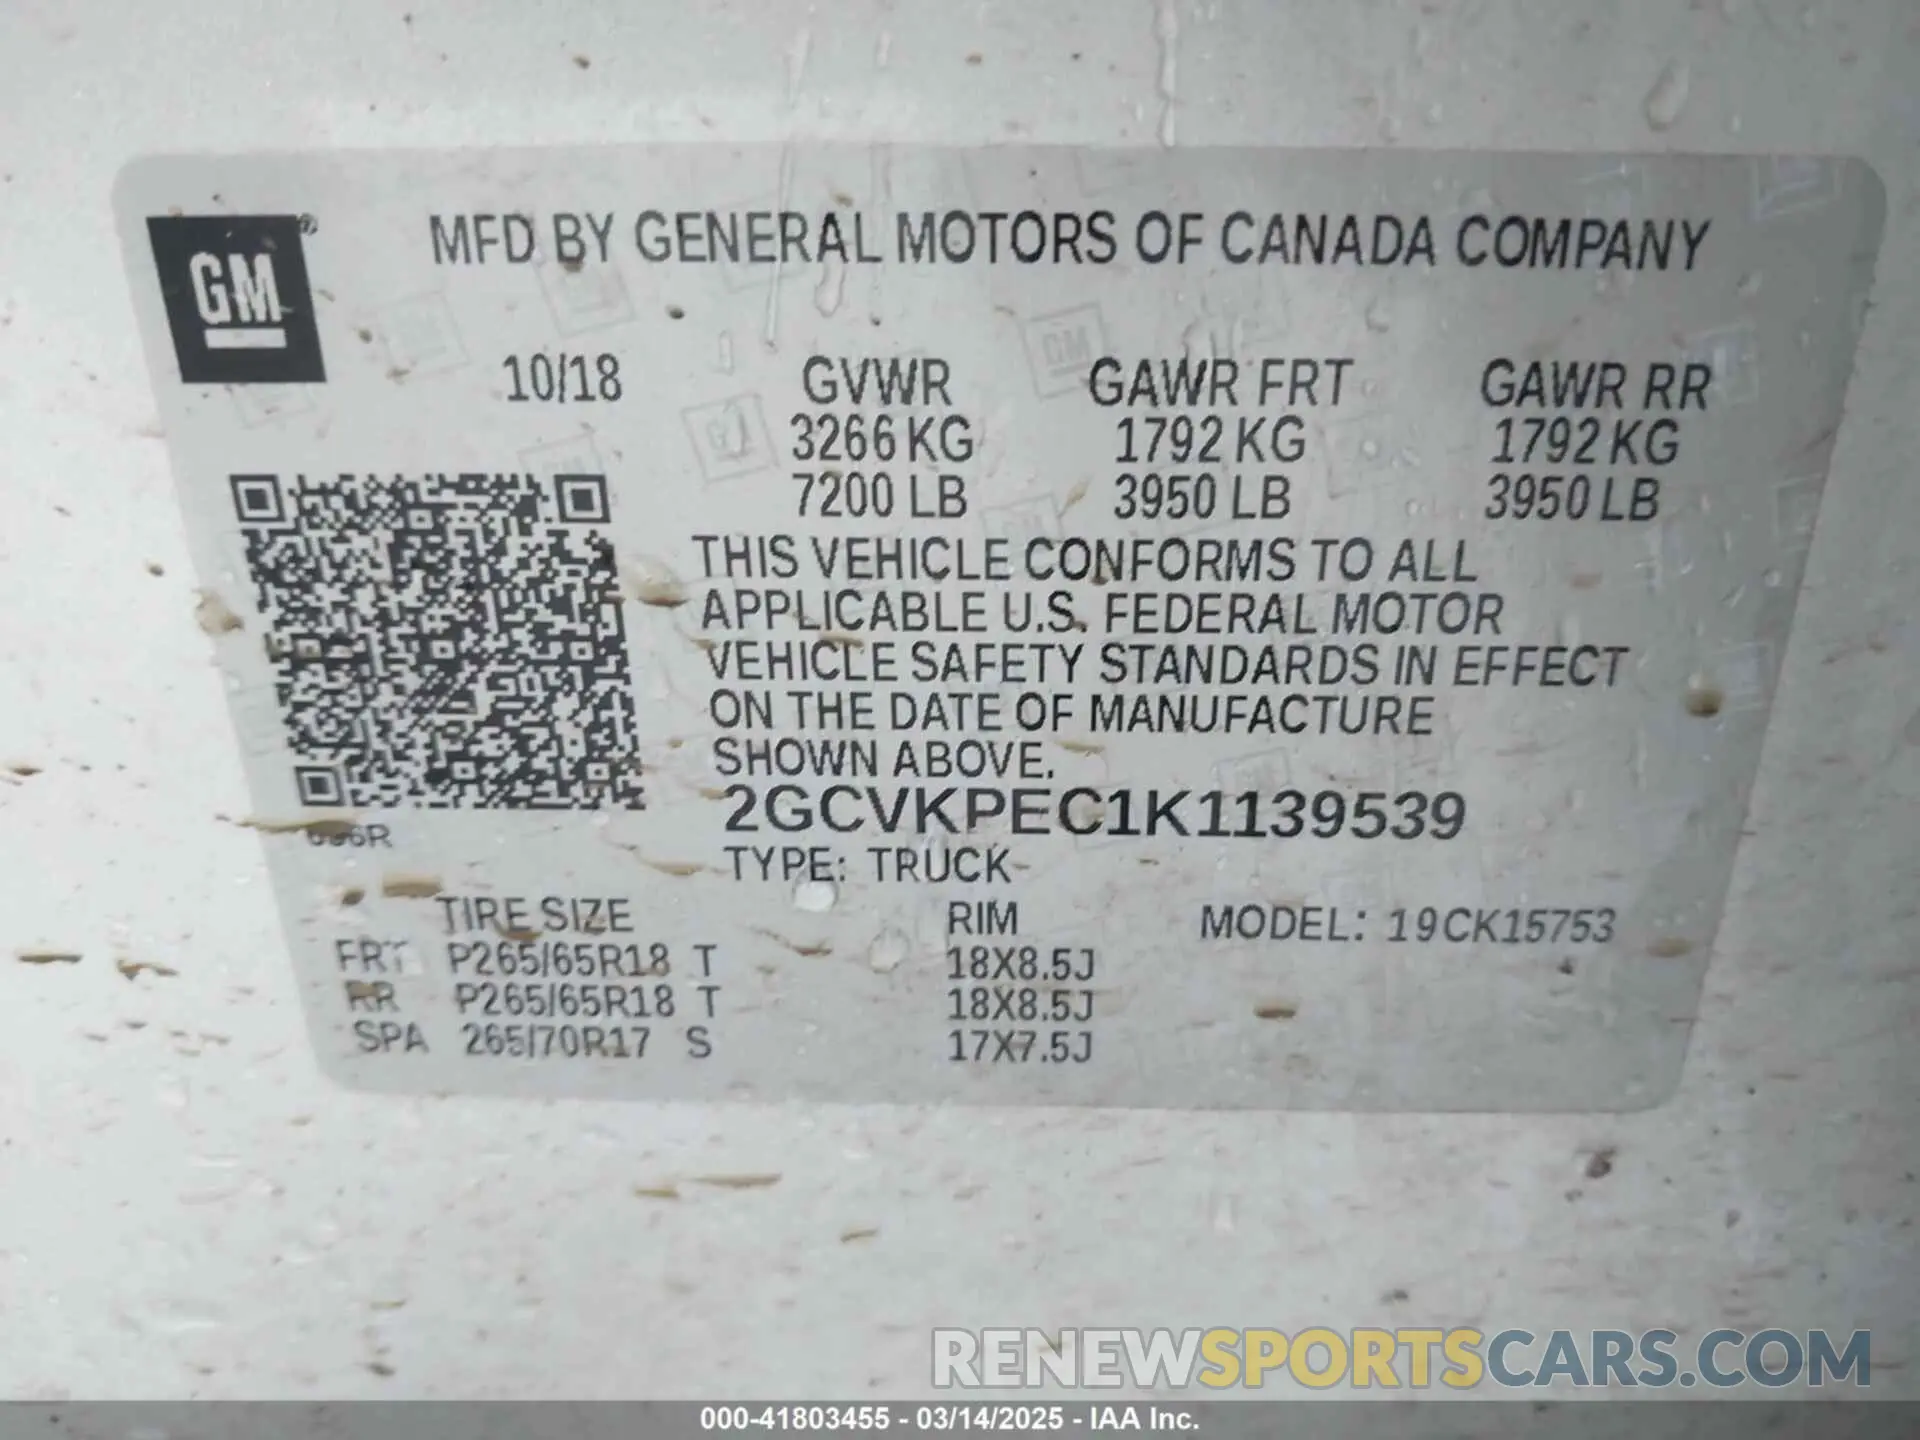 GM ®
MFD BY GENERAL MOTORS OF CANADA COMPANY
10/18 GVWR GAWR FRT GAWR RR
3266 KG 1792 KG 1792 KG
7200 LB 3950 LB 3950 LB
THIS VEHICLE CONFORMS TO ALL
APPLICABLE U.S. FEDERAL MOTOR
VEHICLE SAFETY STANDARDS IN EFFECT
ON THE DATE OF MANUFACTURE
SHOWN ABOVE.
2GCVKPEC1K1139539
TYPE: TRUCK
TIRE SIZE RIM MODEL: 19CK15753
FRT P265/65R18 T 18X8.5J
RR P265/65R18 T 18X8.5J
SPA 265/70R17 S 17X7.5J
RENEWSPORTSCARS.COM
000-41803455 - 03/14/2025 - IAA Inc.